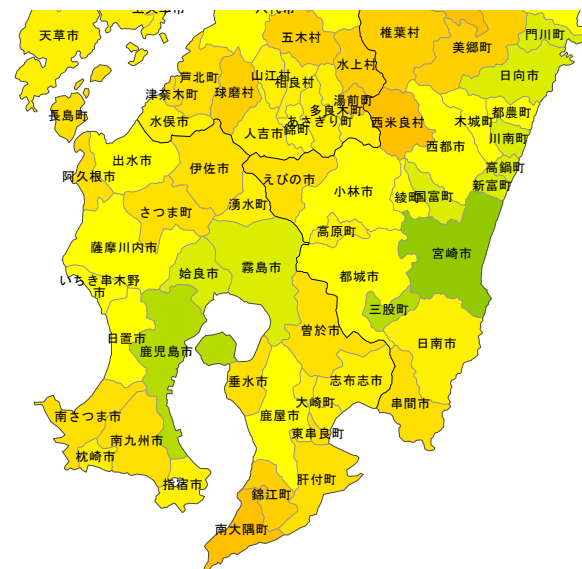 八代市
天草市
五木村
椎葉村
門川町
美郷町
水上村
日向市
芦北町
山江村
相良村
球磨村
津奈木町
湯前町
多良木町
長島町
水俣市
あさぎり町
西米良村
木城町
都農町
人吉市
錦町
川南町
西都市
出水市
高鍋町
阿久根市
伊佐市
えびの市
小林市
新富町
綾町
国富町
湧水町
さつま町
高原町
薩摩川内市
宮崎市
姶良市
霧島市
都城市
いちき串木野
市
三股町
日置市
鹿児島市
曽於市
日南市
垂水市
志布志市
大崎町
串間市
南さつま市
鹿屋市
東串良町
南九州市
枕崎市
指宿市
肝付町
錦江町
南大隅町